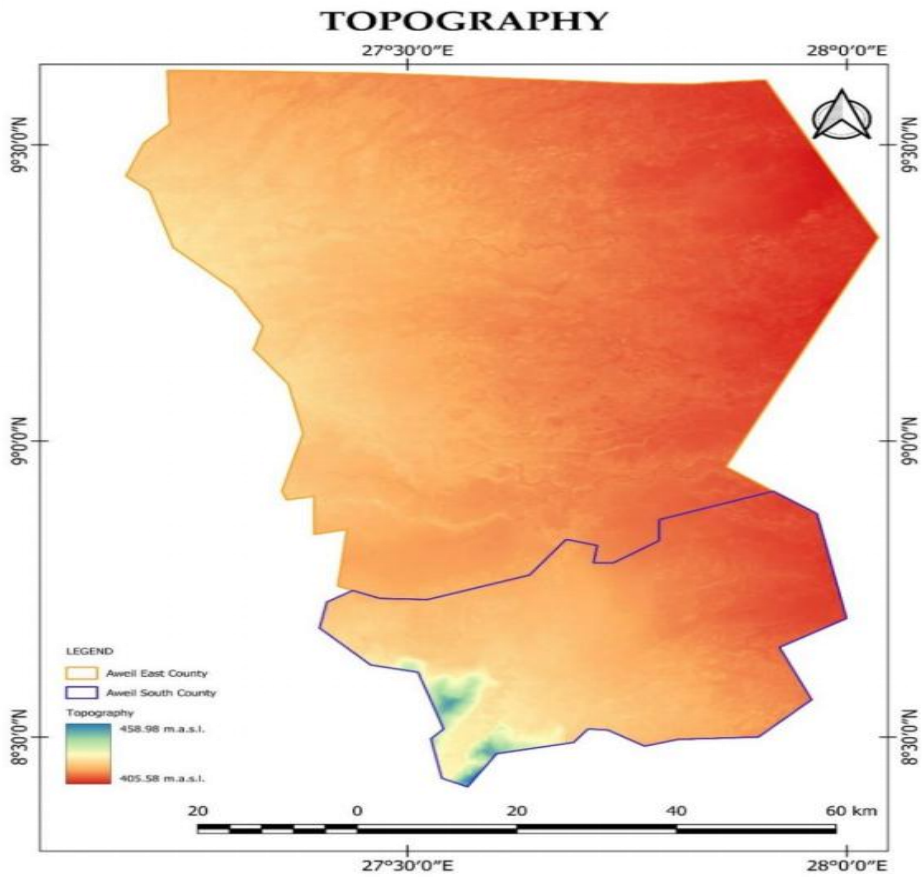 TOPOGRAPHY
27°30'0"E 28°0'0"E
9°30'0"N 9°30'0"N
9°0'0"N 9°0'0"N
8°30'0"N 8°30'0"N
LEGEND
Aweil East County
Aweil South County
Topography
458.98 m.a.s.l.
405.58 m.a.s.l.
20 0 20 40 60 km
27°30'0"E 28°0'0"E